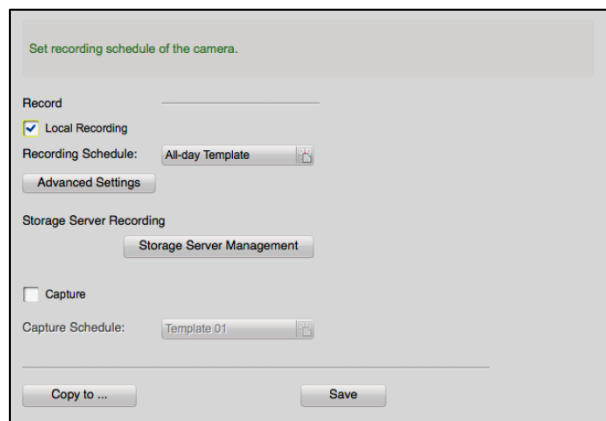 Set recording schedule of the camera.
Record
Local Recording
Recording Schedule: All-day Template
Advanced Settings
Storage Server Recording
Storage Server Management
Capture
Capture Schedule: Template 01
Copy to ... Save